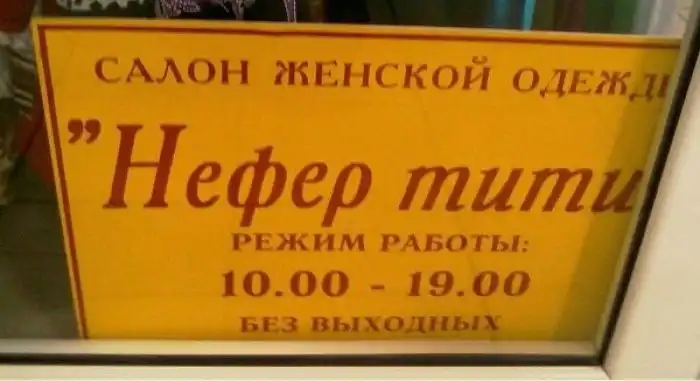 САЛОН ЖЕНСКОЙ ОДЕЖД
"Нефер тити
РЕЖИМ РАБОТЫ:
10.00 - 19.00
БЕЗ ВЫХОДНЫХ